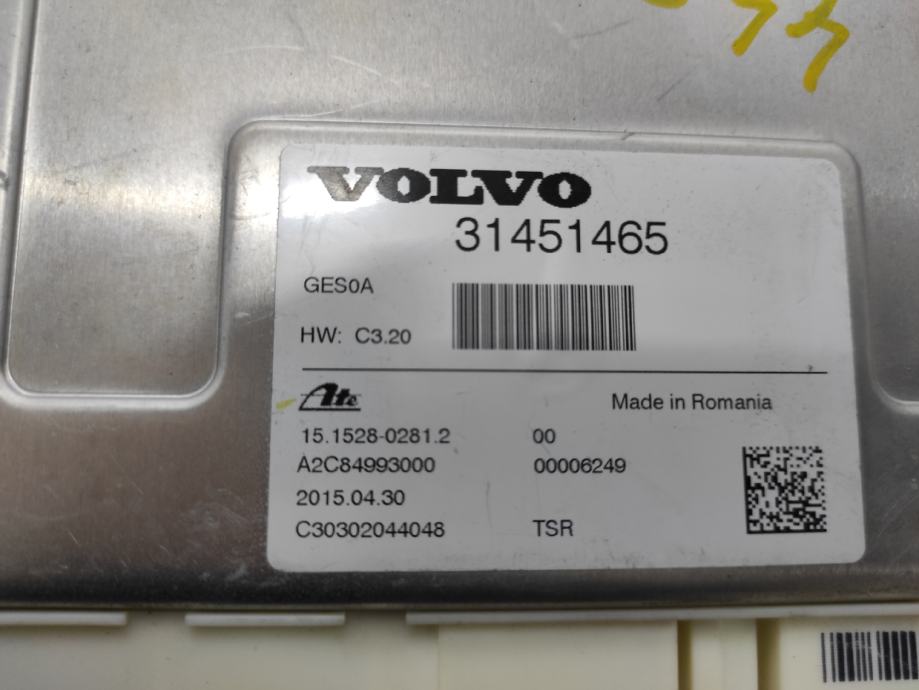 VOLVO
31451465
GES0A
HW: C3.20
Ate
Made in Romania
15.1528-0281.2 00
A2C84993000 00006249
2015.04.30
C30302044048 TSR